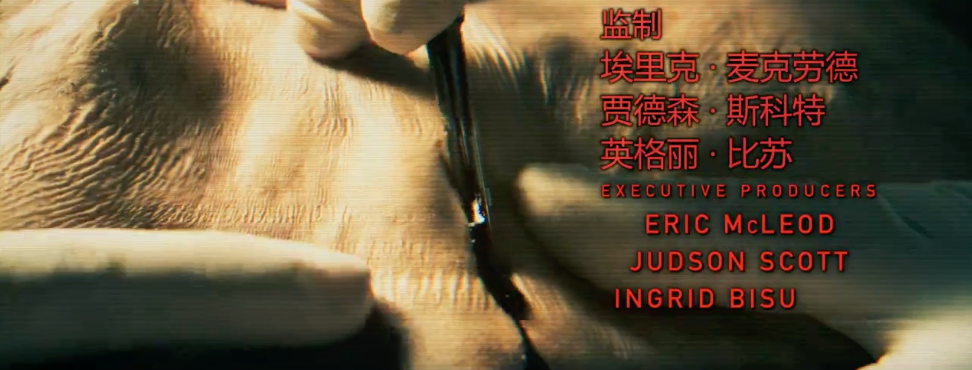 监制
埃里克·麦克劳德
贾德森·斯科特
英格丽·比苏
EXECUTIVE PRODUCERS
ERIC McLEOD
JUDSON SCOTT
INGRID BISU